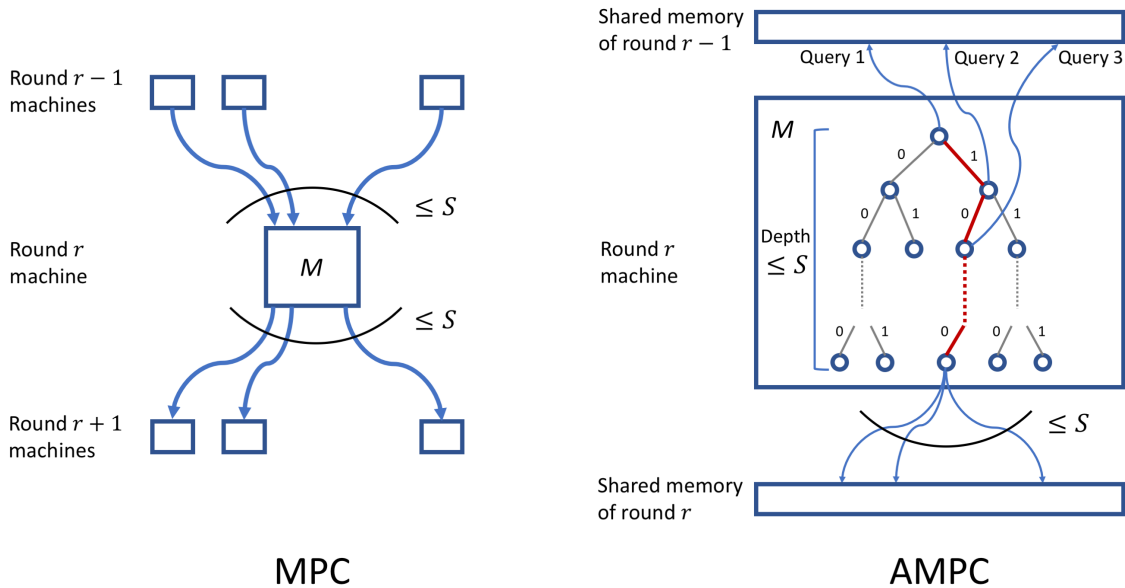 Round r − 1
machines
≤ S
Round r
machine
M
≤ S
Round r + 1
machines
MPC
Shared memory
of round r − 1
Query 1
Query 2
Query 3
M
0
1
0
1
0
1
Round r
machine
Depth
≤ S
0
1
0
0
1
≤ S
Shared memory
of round r
AMPC